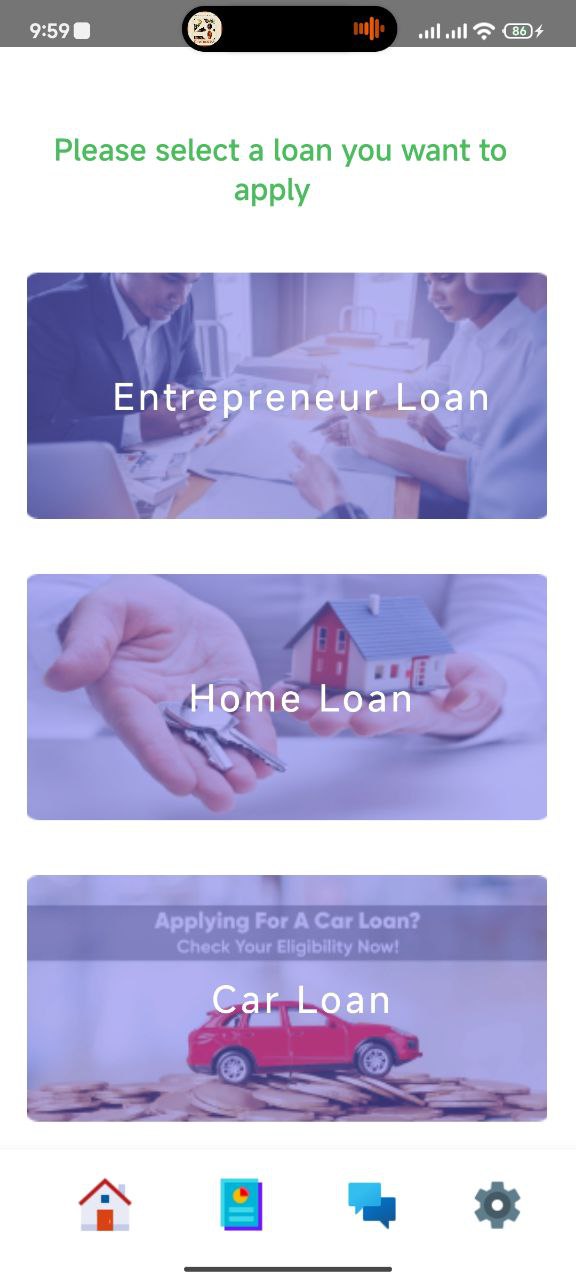 9:59
86
Please select a loan you want to
apply
Entrepreneur Loan
Home Loan
Applying For A Car Loan?
Check Your Eligibility Now!
Car Loan